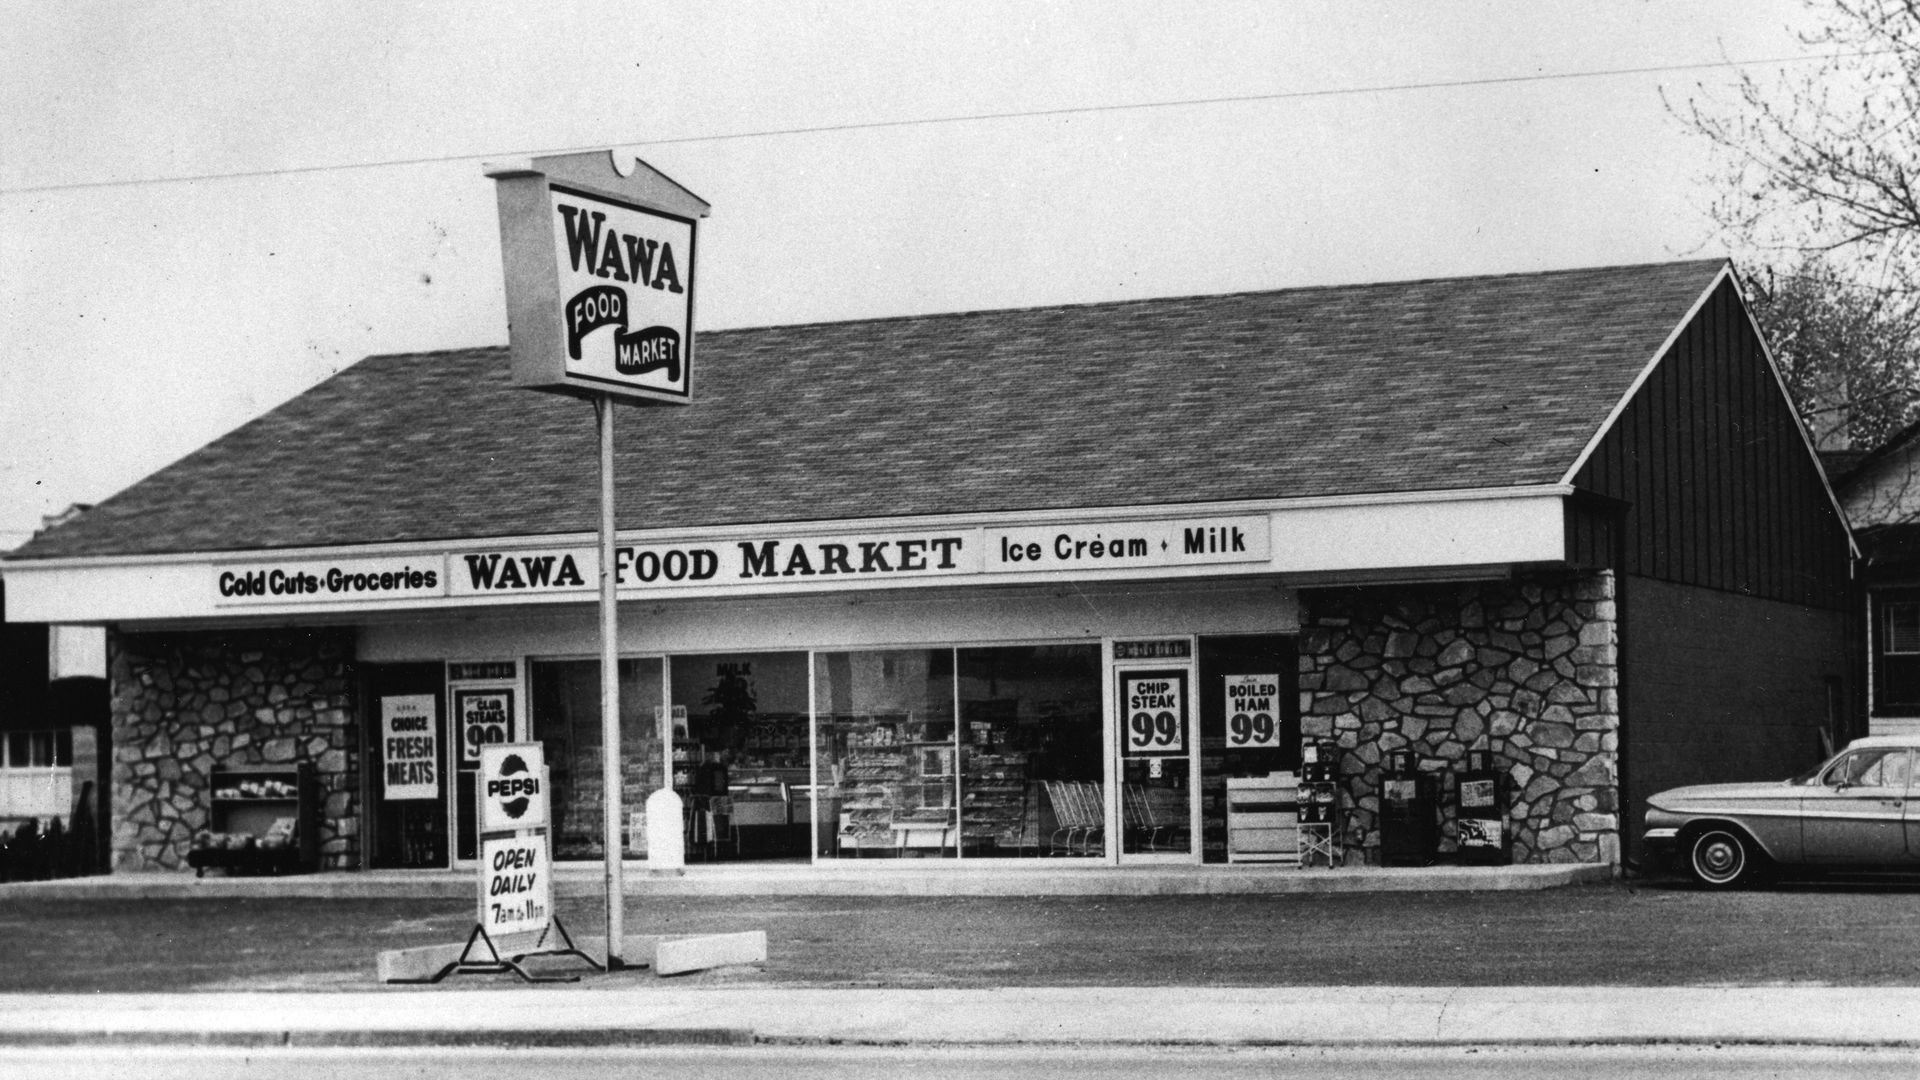 WAWA
FOOD
MARKET
Cold Cuts·Groceries
WAWA FOOD MARKET
Ice Cream · Milk
CHOICE
FRESH
MEATS
CLUB
STEAKS
99
MILK
CHIP
STEAK
99
BOILED
HAM
99
PEPSI
OPEN
DAILY
7am to 11pm